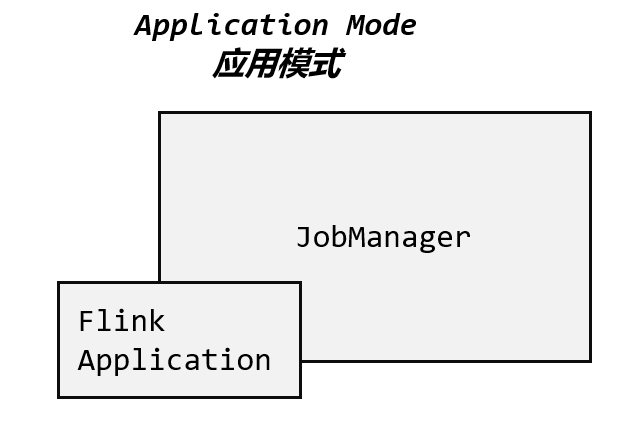 Application Mode
应用模式
JobManager
Flink
Application